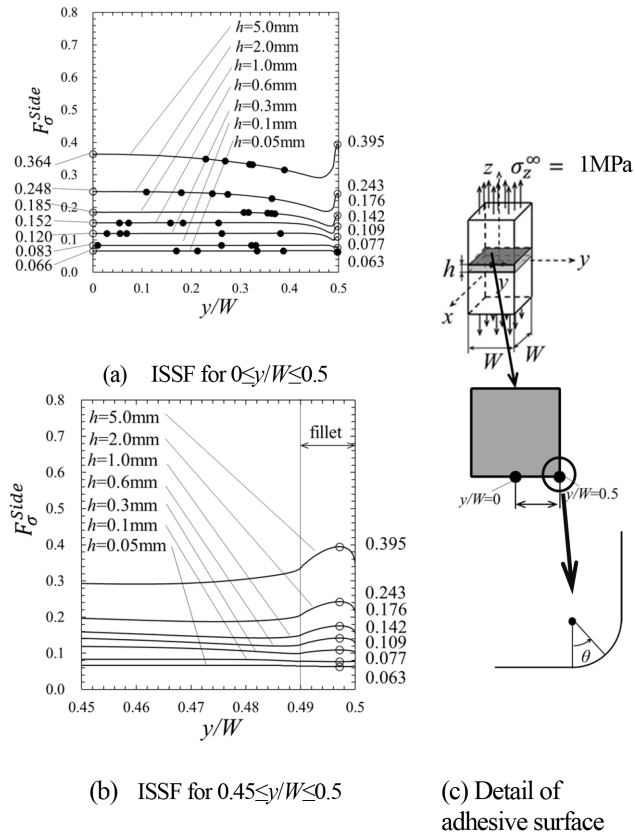 0.8
0.7
0.6
0.5
0.4
0.3
0.2
0.1
0.0
F_σ^Side
h=5.0mm
h=2.0mm
h=1.0mm
h=0.6mm
h=0.3mm
h=0.1mm
h=0.05mm
0.364
0.248
0.185
0.152
0.120
0.083
0.066
0.395
0.243
0.176
0.142
0.109
0.077
0.063
0 0.1 0.2 0.3 0.4 0.5
y/W
(a) ISSF for 0≤y/W≤0.5
0.8
0.7
0.6
0.5
0.4
0.3
0.2
0.1
0.0
F_σ^Side
h=5.0mm
h=2.0mm
h=1.0mm
h=0.6mm
h=0.3mm
h=0.1mm
h=0.05mm
fillet
0.395
0.243
0.176
0.142
0.109
0.077
0.063
0.45 0.46 0.47 0.48 0.49 0.5
y/W
(b) ISSF for 0.45≤y/W≤0.5
z σ_z^∞ = 1MPa
h
y
y
x
W
W
y/W=0
y/W=0.5
θ
(c) Detail of
adhesive surface